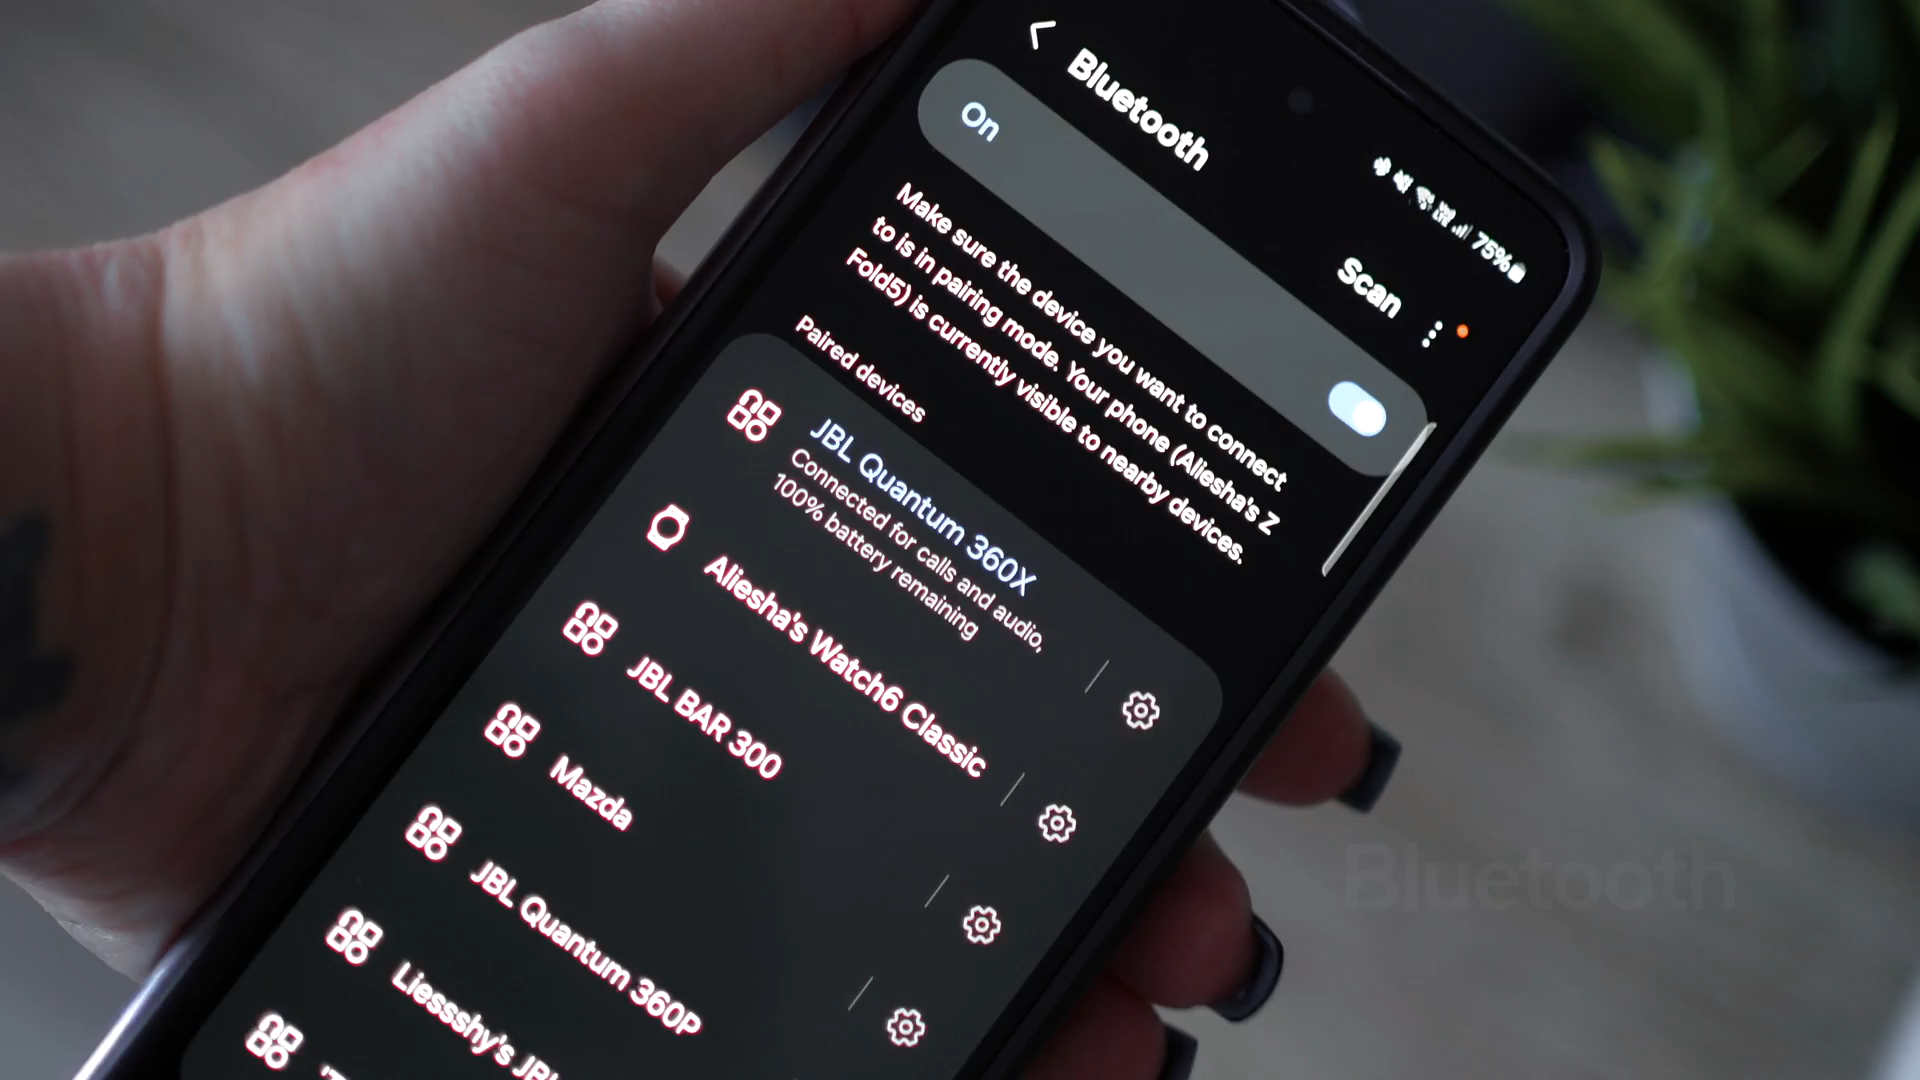 75%
Bluetooth
Scan
On
Make sure the device you want to connect
to is in pairing mode. Your phone (Aliesha's Z
Fold5) is currently visible to nearby devices.
Paired devices
JBL Quantum 360X
Connected for calls and audio,
100% battery remaining
Aliesha's Watch6 Classic
JBL BAR 300
Mazda
JBL Quantum 360P
Liessshy's JBL
Bluetooth